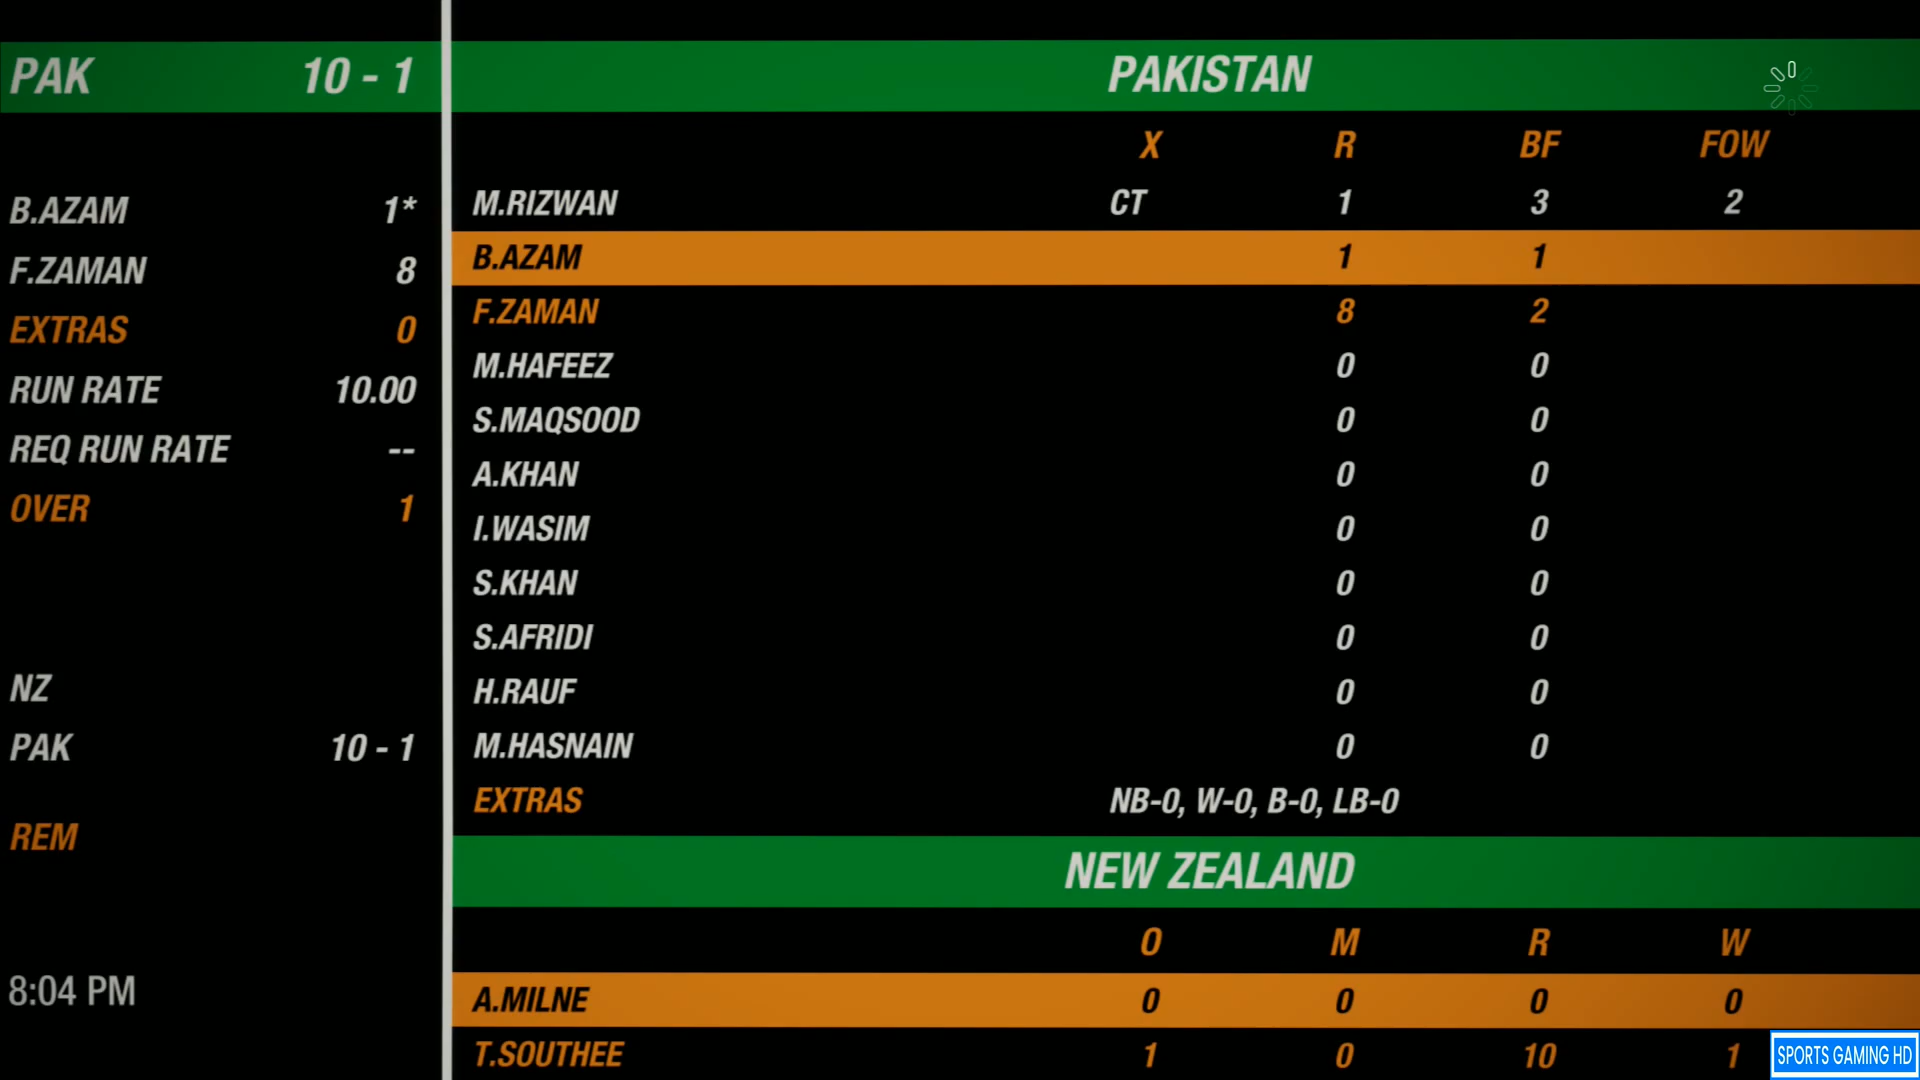 PAK 10 - 1
B.AZAM 1*
F.ZAMAN 8
EXTRAS 0
RUN RATE 10.00
REQ RUN RATE --
OVER 1
NZ
PAK 10 - 1
REM
8:04 PM
PAKISTAN
X R BF FOW
M.RIZWAN CT 1 3 2
B.AZAM 1 1
F.ZAMAN 8 2
M.HAFEEZ 0 0
S.MAQSOOD 0 0
A.KHAN 0 0
I.WASIM 0 0
S.KHAN 0 0
S.AFRIDI 0 0
H.RAUF 0 0
M.HASNAIN 0 0
EXTRAS NB-0, W-0, B-0, LB-0
NEW ZEALAND
O M R W
A.MILNE 0 0 0 0
T.SOUTHEE 1 0 10 1
SPORTS GAMING HD